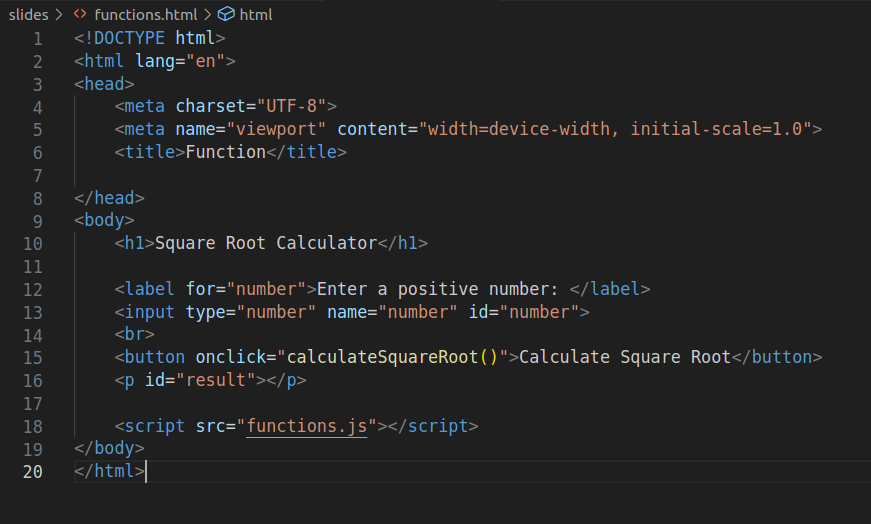 slides > <> functions.html > html
1 <!DOCTYPE html>
2 <html lang="en">
3 <head>
4     <meta charset="UTF-8">
5     <meta name="viewport" content="width=device-width, initial-scale=1.0">
6     <title>Function</title>
7
8 </head>
9 <body>
10     <h1>Square Root Calculator</h1>
11
12     <label for="number">Enter a positive number: </label>
13     <input type="number" name="number" id="number">
14     <br>
15     <button onclick="calculateSquareRoot()">Calculate Square Root</button>
16     <p id="result"></p>
17
18     <script src="functions.js"></script>
19 </body>
20 </html>